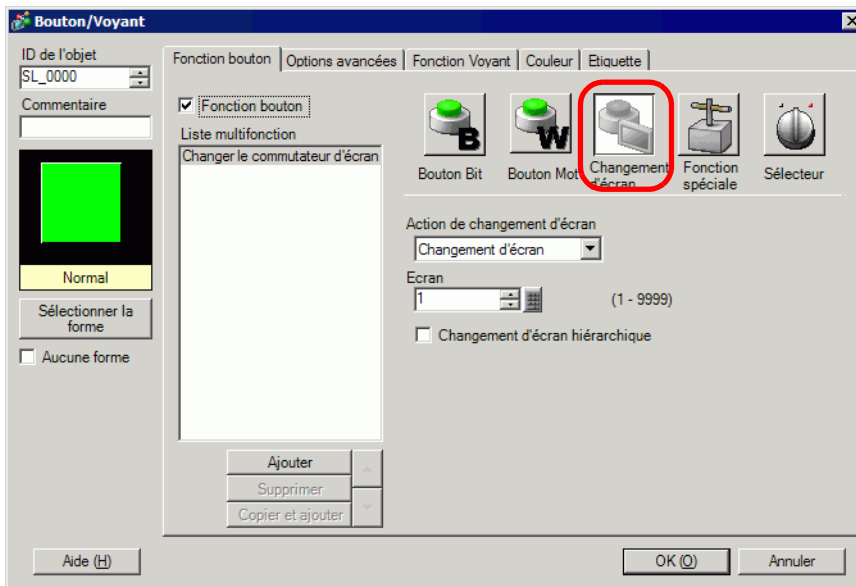 Bouton/Voyant
ID de l'objet
SL_0000
Commentaire
Normal
Sélectionner la
forme
Aucune forme
Fonction bouton
Options avancées
Fonction Voyant
Couleur
Etiquette
Fonction bouton
Liste multifonction
Changer le commutateur d'écran
Ajouter
Supprimer
Copier et ajouter
B
Bouton Bit
W
Bouton Mot
Changement
d'écran
Fonction
spéciale
Sélecteur
Action de changement d'écran
Changement d'écran
Ecran
1
(1 - 9999)
Changement d'écran hiérarchique
Aide (H)
OK (O)
Annuler